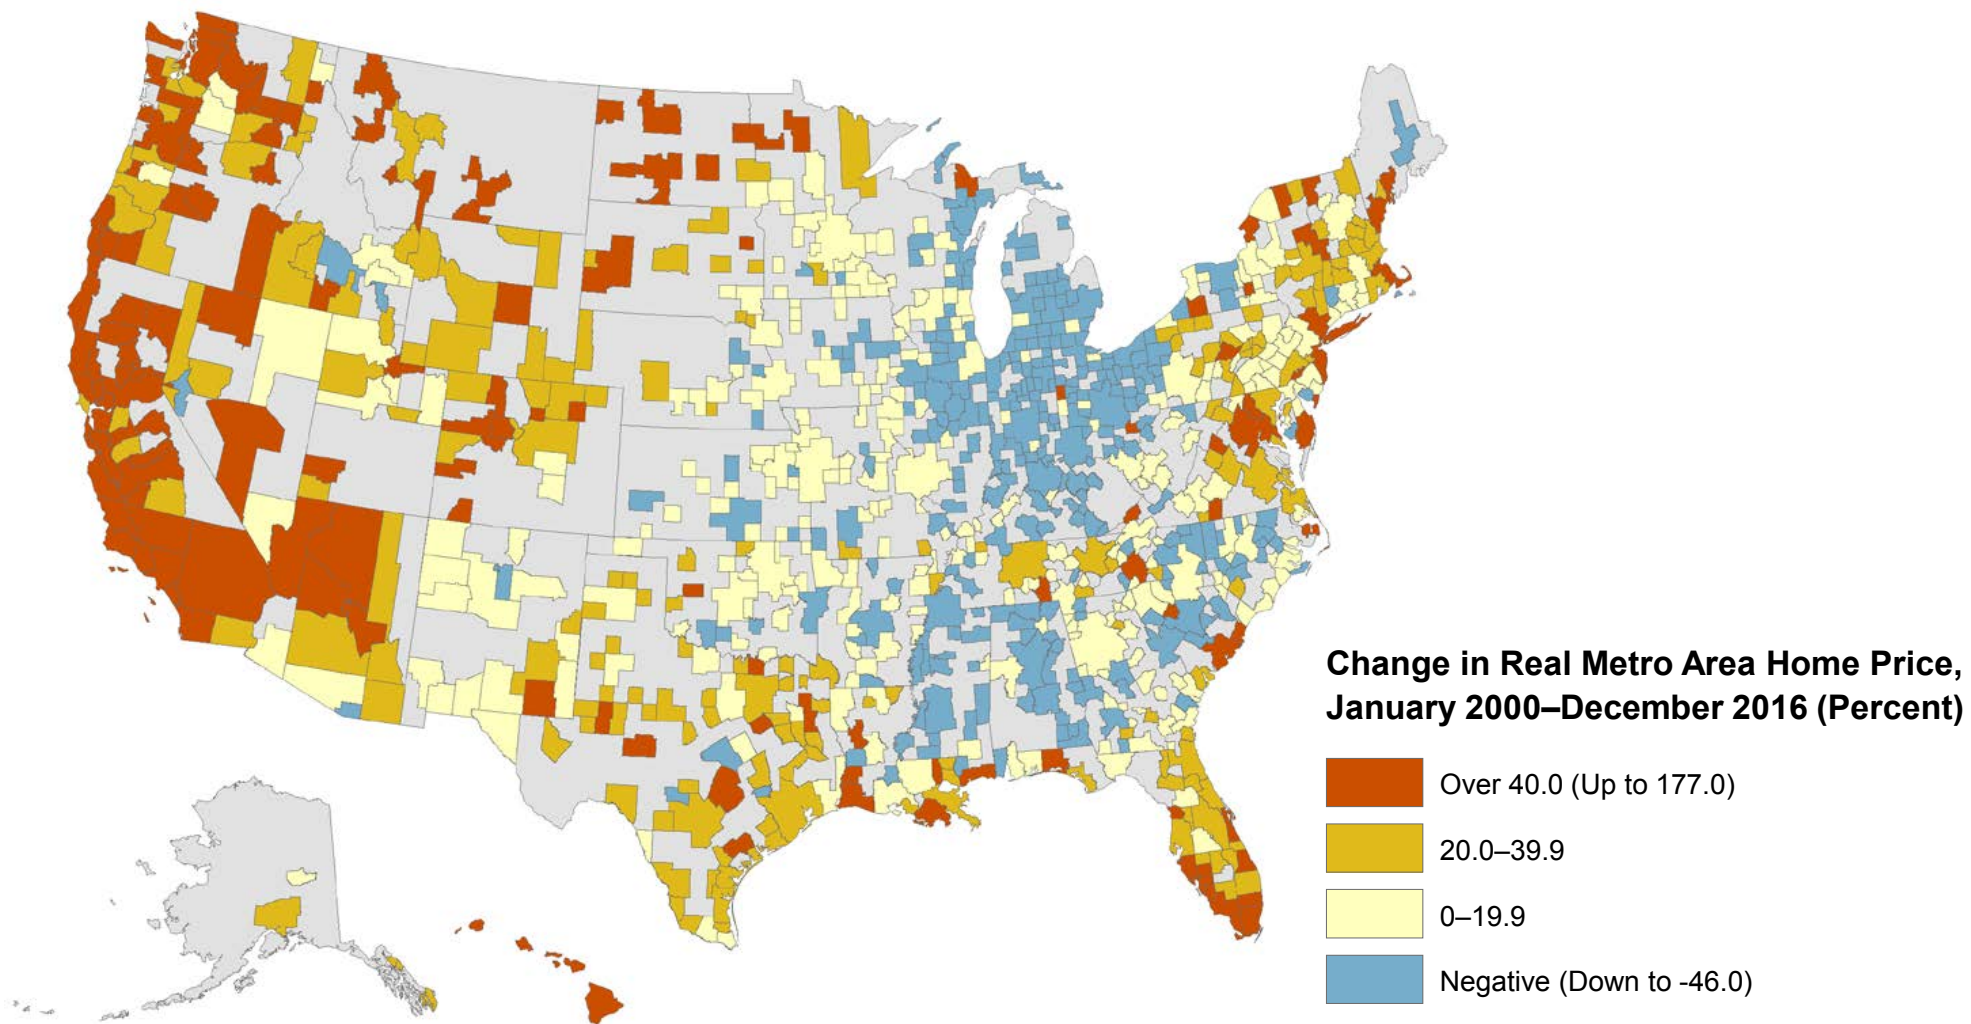 Change in Real Metro Area Home Price,
January 2000–December 2016 (Percent)
Over 40.0 (Up to 177.0)
20.0–39.9
0–19.9
Negative (Down to -46.0)